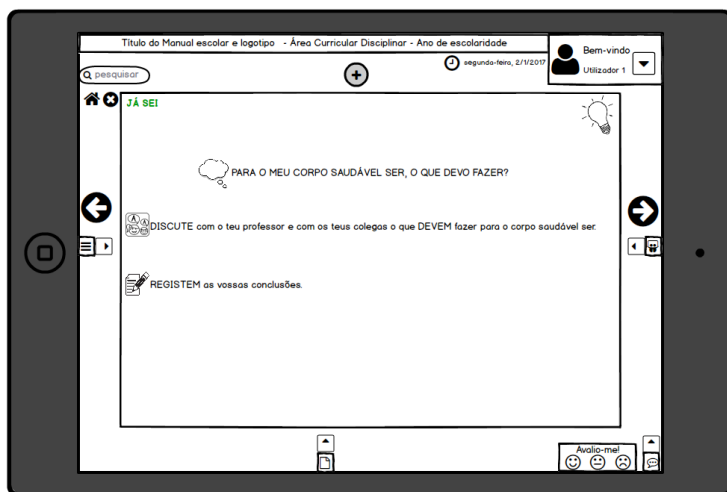 Título do Manual escolar e logotipo - Área Curricular Disciplinar - Ano de escolaridade
Bem-vindo
Utilizador 1
segunda-feira, 2/1/2017
pesquisar
JÁ SEI
PARA O MEU CORPO SAUDÁVEL SER, O QUE DEVO FAZER?
DISCUTE com o teu professor e com os teus colegas o que DEVEM fazer para o corpo saudável ser.
REGISTEM as vossas conclusões.
Avalio-me!